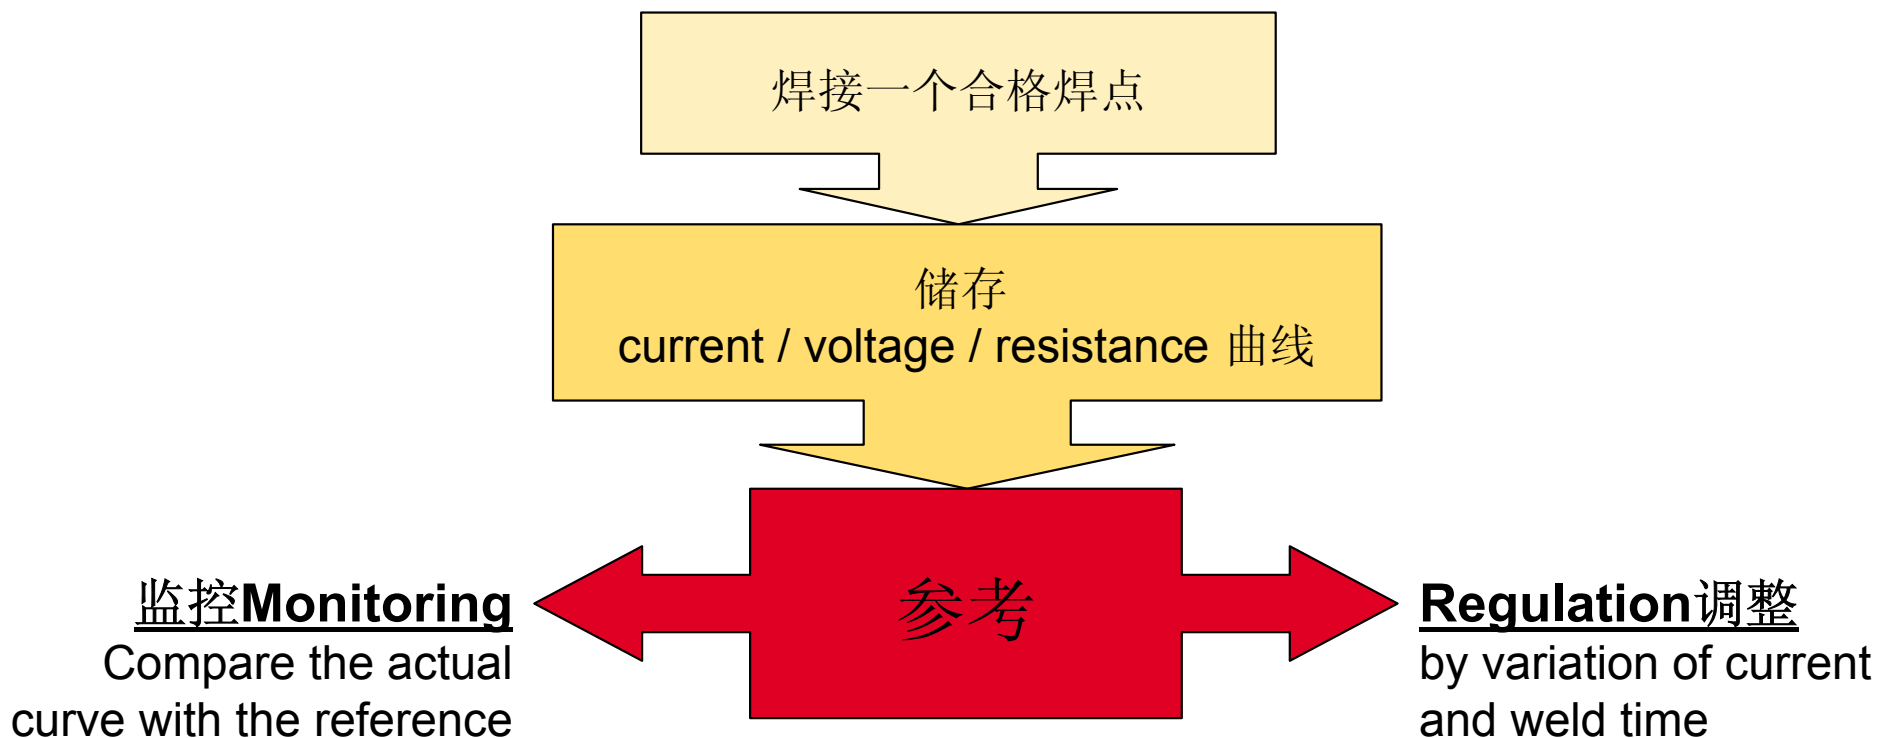 焊接一个合格焊点
储存
current / voltage / resistance 曲线
参考
监控Monitoring
Compare the actual
curve with the reference
Regulation调整
by variation of current
and weld time